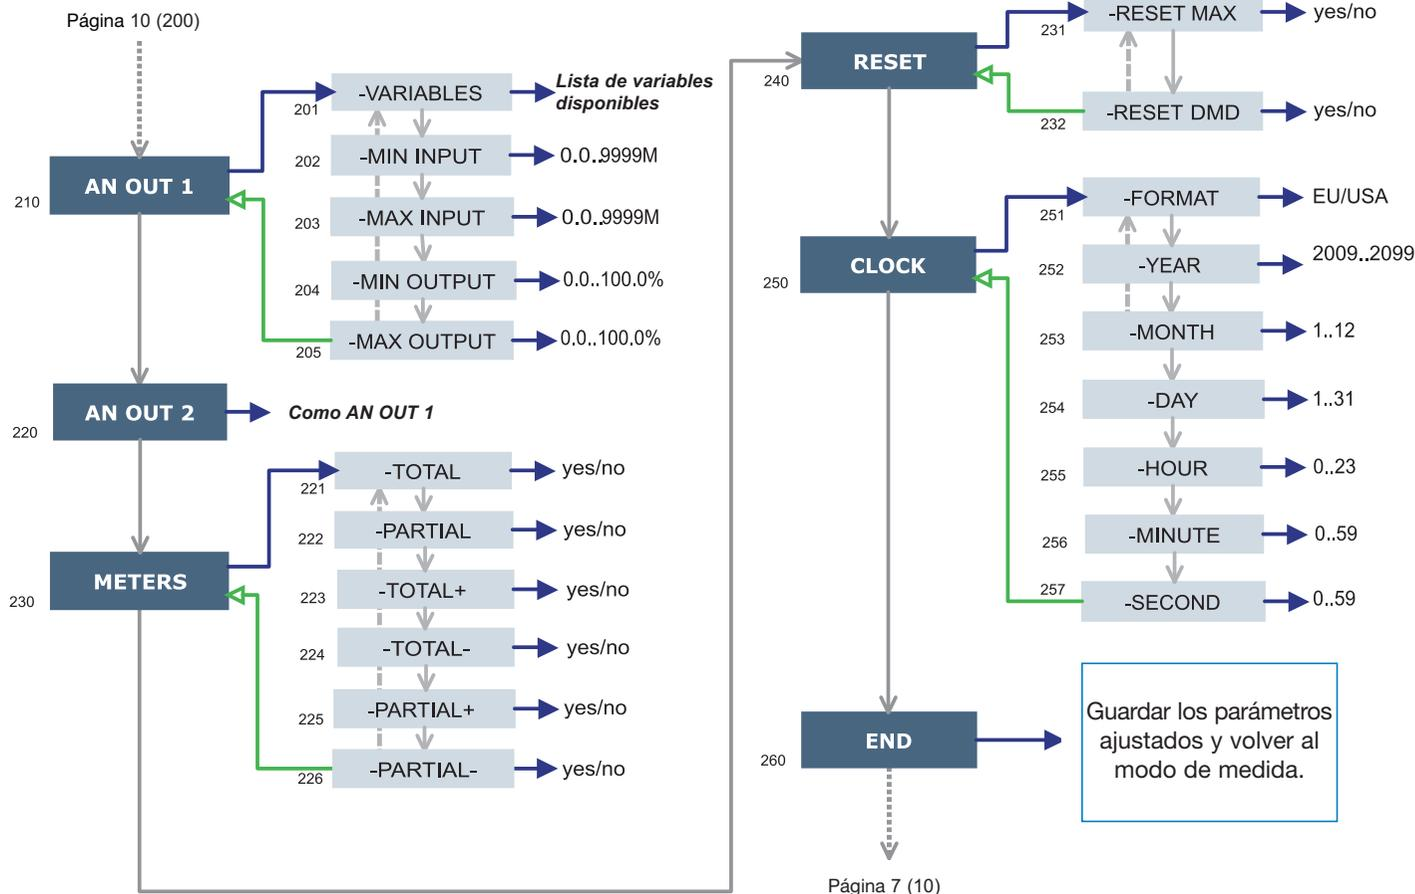 Página 10 (200)
210
AN OUT 1
201
-VARIABLES
Lista de variables
disponibles
202
-MIN INPUT
0.0..9999M
203
-MAX INPUT
0.0..9999M
204
-MIN OUTPUT
0.0..100.0%
205
-MAX OUTPUT
0.0..100.0%
220
AN OUT 2
Como AN OUT 1
230
METERS
221
-TOTAL
yes/no
222
-PARTIAL
yes/no
223
-TOTAL+
yes/no
224
-TOTAL-
yes/no
225
-PARTIAL+
yes/no
226
-PARTIAL-
yes/no
240
RESET
231
-RESET MAX
yes/no
232
-RESET DMD
yes/no
250
CLOCK
251
-FORMAT
EU/USA
252
-YEAR
2009..2099
253
-MONTH
1..12
254
-DAY
1..31
255
-HOUR
0..23
256
-MINUTE
0..59
257
-SECOND
0..59
260
END
Guardar los parámetros
ajustados y volver al
modo de medida.
Página 7 (10)